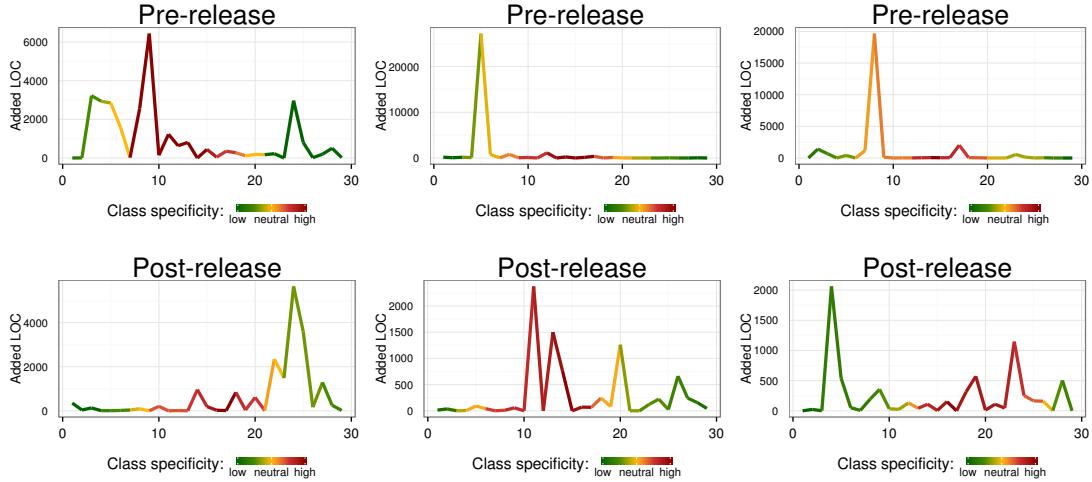 Pre-release
6000
4000
2000
0
Added LOC
0 10 20 30
Class specificity:
low neutral high
Pre-release
20000
10000
0
Added LOC
0 10 20 30
Class specificity:
low neutral high
Pre-release
20000
15000
10000
5000
0
Added LOC
0 10 20 30
Class specificity:
low neutral high
Post-release
4000
2000
0
Added LOC
0 10 20 30
Class specificity:
low neutral high
Post-release
2000
1500
1000
500
0
Added LOC
0 10 20 30
Class specificity:
low neutral high
Post-release
2000
1500
1000
500
0
Added LOC
0 10 20 30
Class specificity:
low neutral high